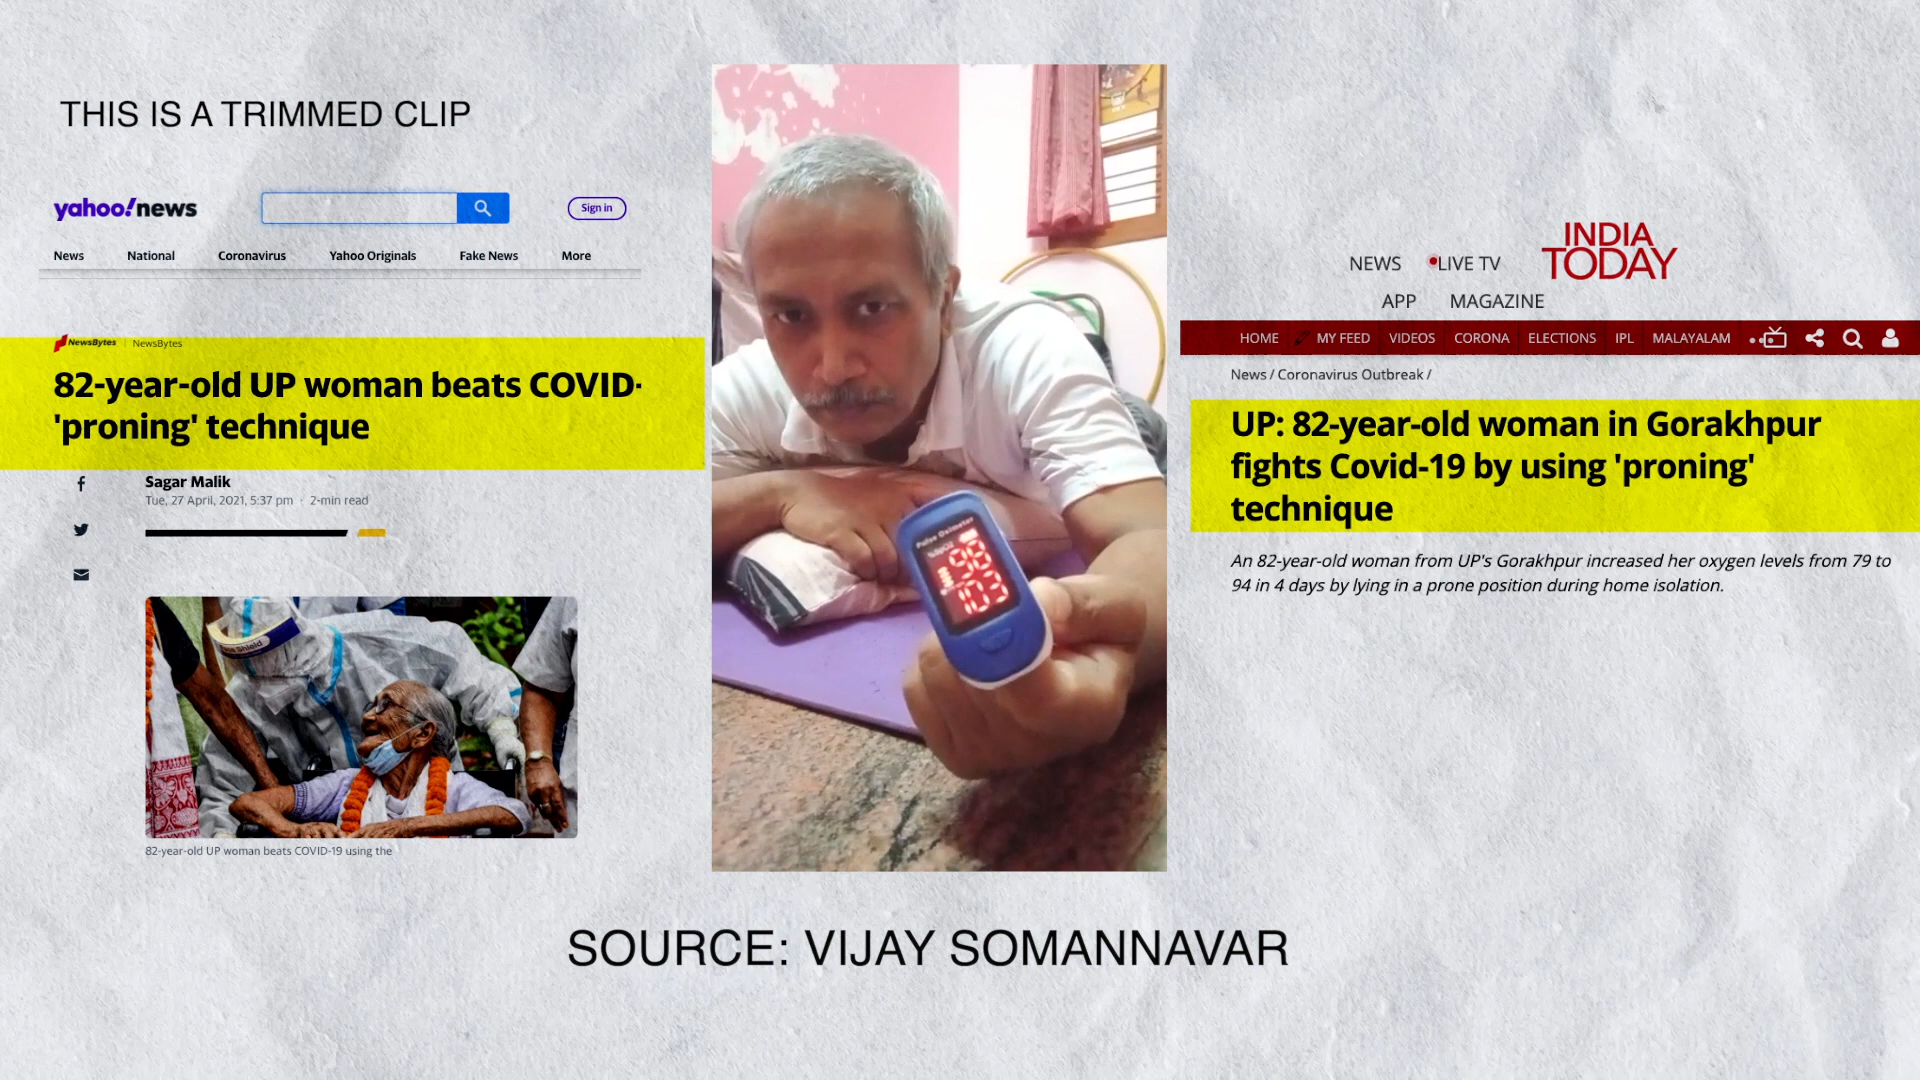 THIS IS A TRIMMED CLIP
yahoo!news
Sign in
News National Coronavirus Yahoo Originals Fake News More
NewsBytes NewsBytes
82-year-old UP woman beats COVID-
'proning' technique
Sagar Malik
Tue, 27 April, 2021, 5:37 pm · 2-min read
82-year-old UP woman beats COVID-19 using the
Pulse Oximeter
%SpO2
98
103
INDIA
TODAY
NEWS LIVE TV
APP MAGAZINE
HOME MY FEED VIDEOS CORONA ELECTIONS IPL MALAYALAM
News / Coronavirus Outbreak /
UP: 82-year-old woman in Gorakhpur
fights Covid-19 by using 'proning'
technique
An 82-year-old woman from UP's Gorakhpur increased her oxygen levels from 79 to
94 in 4 days by lying in a prone position during home isolation.
SOURCE: VIJAY SOMANNAVAR